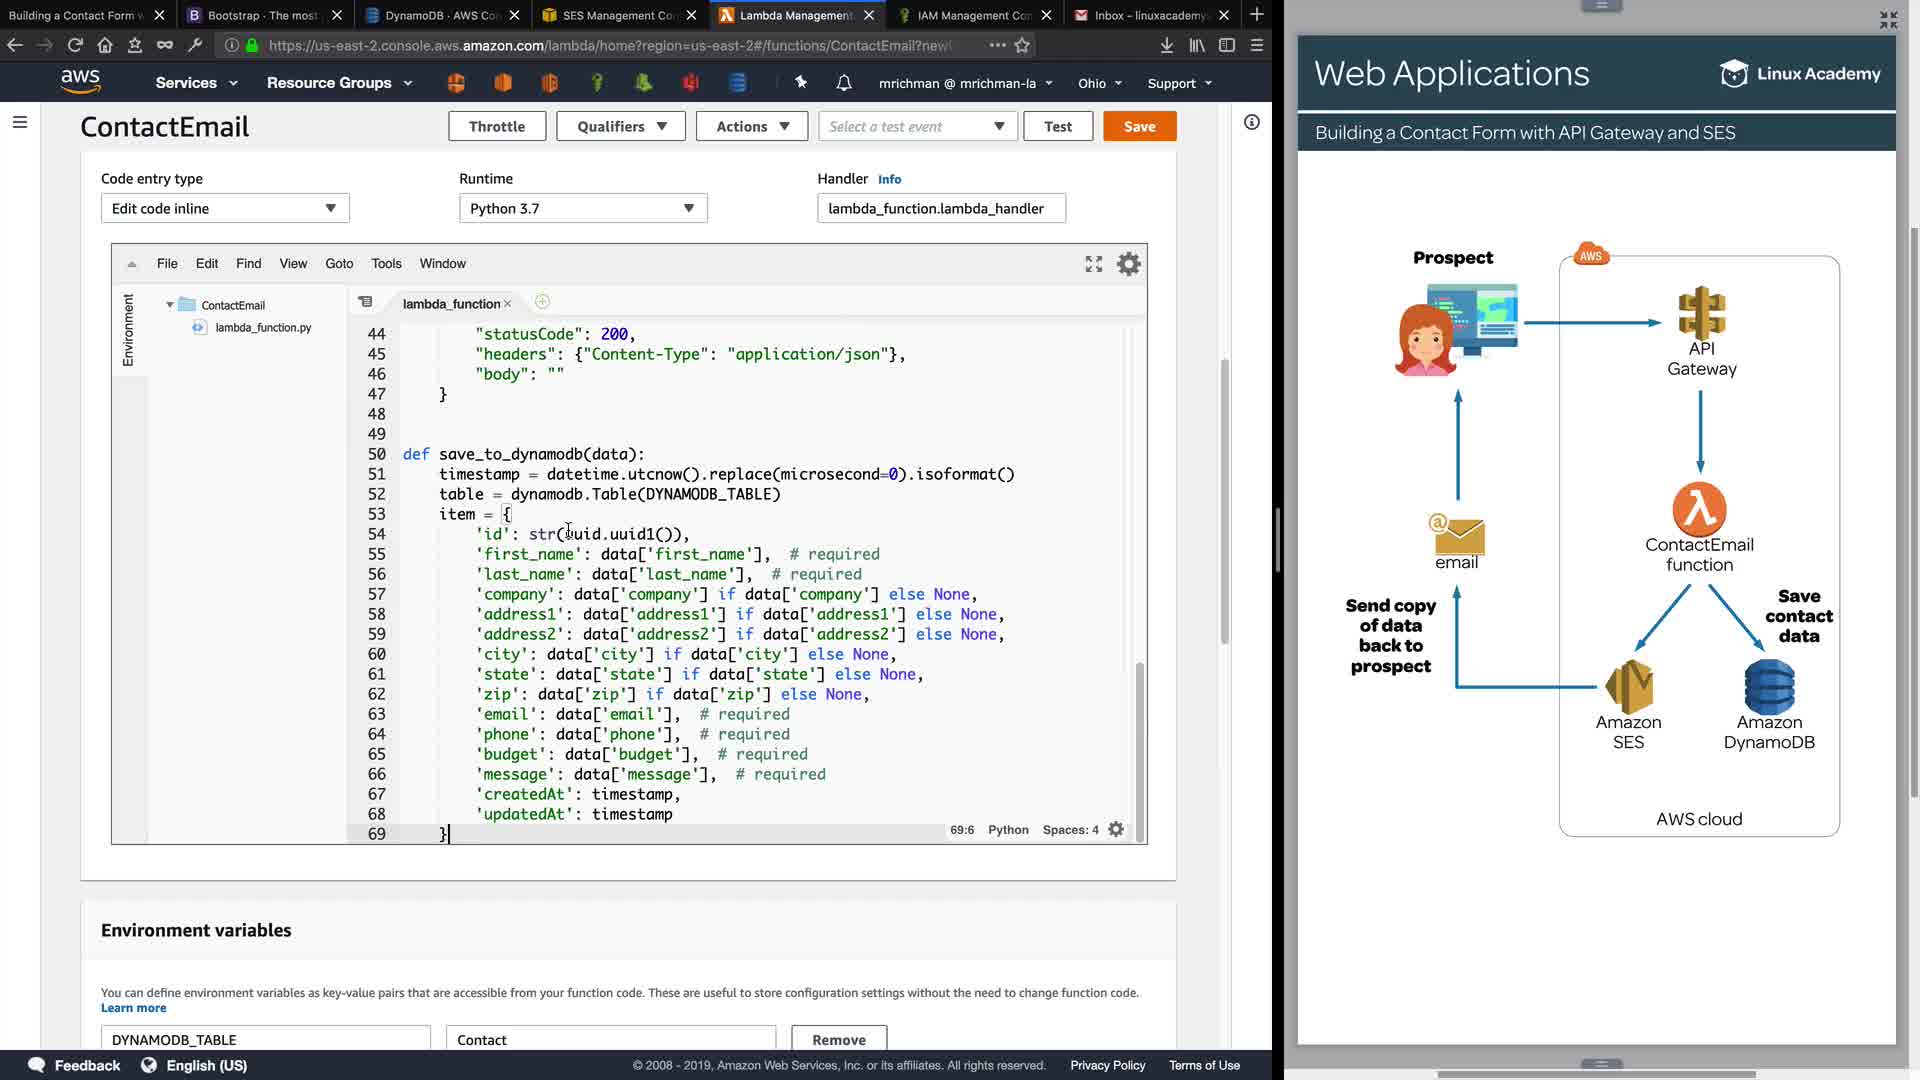 Building a Contact Form w
Bootstrap · The most
DynamoDB · AWS Con
SES Management Con
Lambda Management
IAM Management Con
Inbox – linuxacademy
https://us-east-2.console.aws.amazon.com/lambda/home?region=us-east-2#/functions/ContactEmail?new
aws
Services
Resource Groups
mrichman @ mrichman-la
Ohio
Support
ContactEmail
Throttle
Qualifiers
Actions
Select a test event
Test
Save
Code entry type
Runtime
Handler Info
Edit code inline
Python 3.7
lambda_function.lambda_handler
File Edit Find View Goto Tools Window
Environment
ContactEmail
lambda_function.py
lambda_function
44 "statusCode": 200,
45 "headers": {"Content-Type": "application/json"},
46 "body": ""
47 }
48
49
50 def save_to_dynamodb(data):
51 timestamp = datetime.utcnow().replace(microsecond=0).isoformat()
52 table = dynamodb.Table(DYNAMODB_TABLE)
53 item = {
54 'id': str(uuid.uuid1()),
55 'first_name': data['first_name'], # required
56 'last_name': data['last_name'], # required
57 'company': data['company'] if data['company'] else None,
58 'address1': data['address1'] if data['address1'] else None,
59 'address2': data['address2'] if data['address2'] else None,
60 'city': data['city'] if data['city'] else None,
61 'state': data['state'] if data['state'] else None,
62 'zip': data['zip'] if data['zip'] else None,
63 'email': data['email'], # required
64 'phone': data['phone'], # required
65 'budget': data['budget'], # required
66 'message': data['message'], # required
67 'createdAt': timestamp,
68 'updatedAt': timestamp
69 }
69:6 Python Spaces: 4
Environment variables
You can define environment variables as key-value pairs that are accessible from your function code. These are useful to store configuration settings without the need to change function code.
Learn more
DYNAMODB_TABLE
Contact
Remove
Feedback
English (US)
© 2008 - 2019, Amazon Web Services, Inc. or its affiliates. All rights reserved.
Privacy Policy
Terms of Use
Web Applications
Linux Academy
Building a Contact Form with API Gateway and SES
Prospect
AWS
API
Gateway
@
email
ContactEmail
function
Send copy
of data
back to
prospect
Save
contact
data
Amazon
SES
Amazon
DynamoDB
AWS cloud